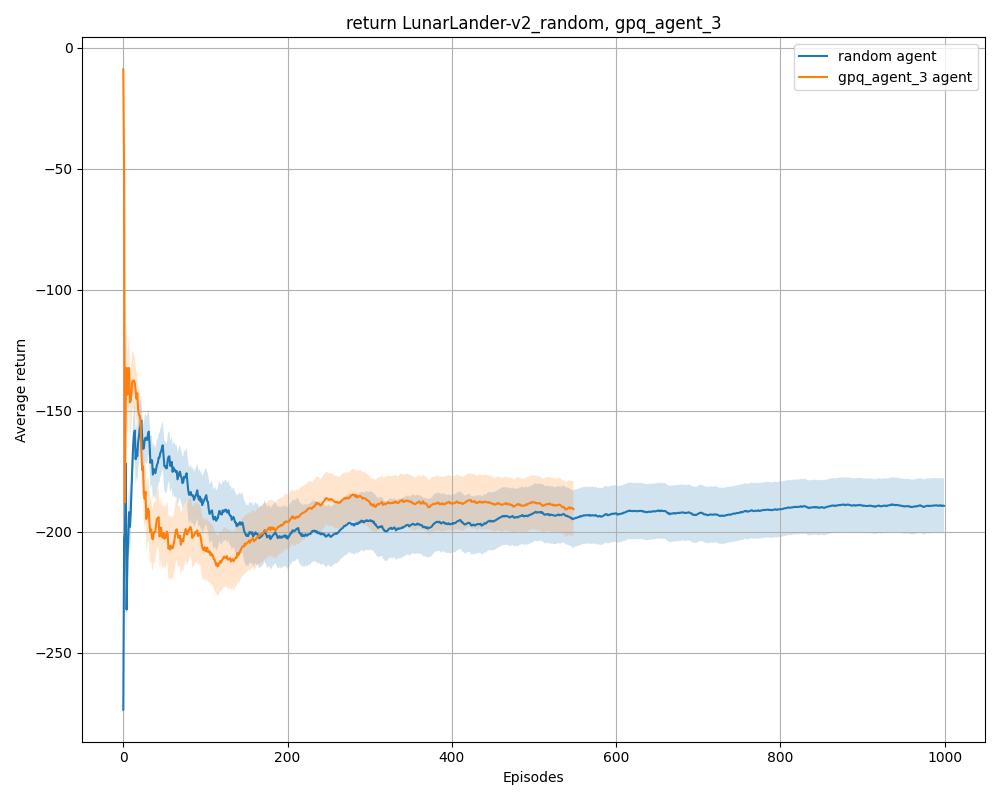 return LunarLander-v2_random, gpq_agent_3
random agent
gpq_agent_3 agent
0
−50
−100
−150
−200
−250
Average return
0 200 400 600 800 1000
Episodes